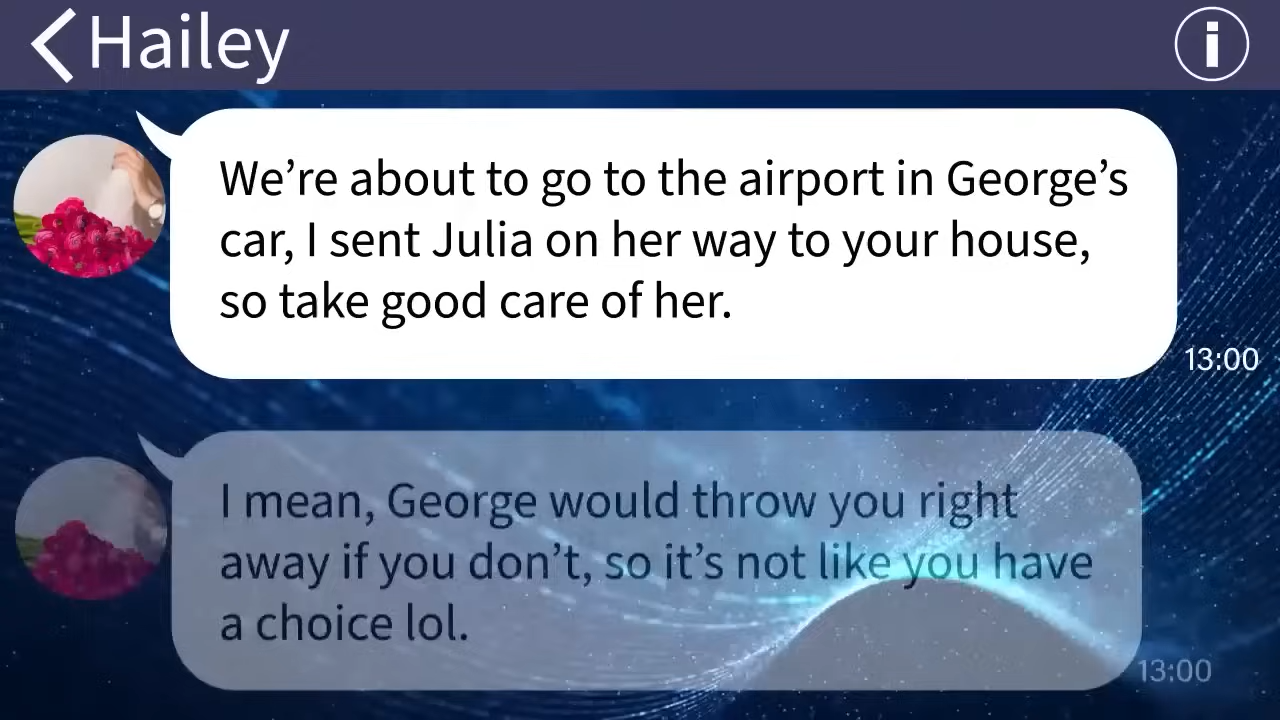 Hailey
We’re about to go to the airport in George’s
car, I sent Julia on her way to your house,
so take good care of her.
13:00
I mean, George would throw you right
away if you don’t, so it’s not like you have
a choice lol.
13:00